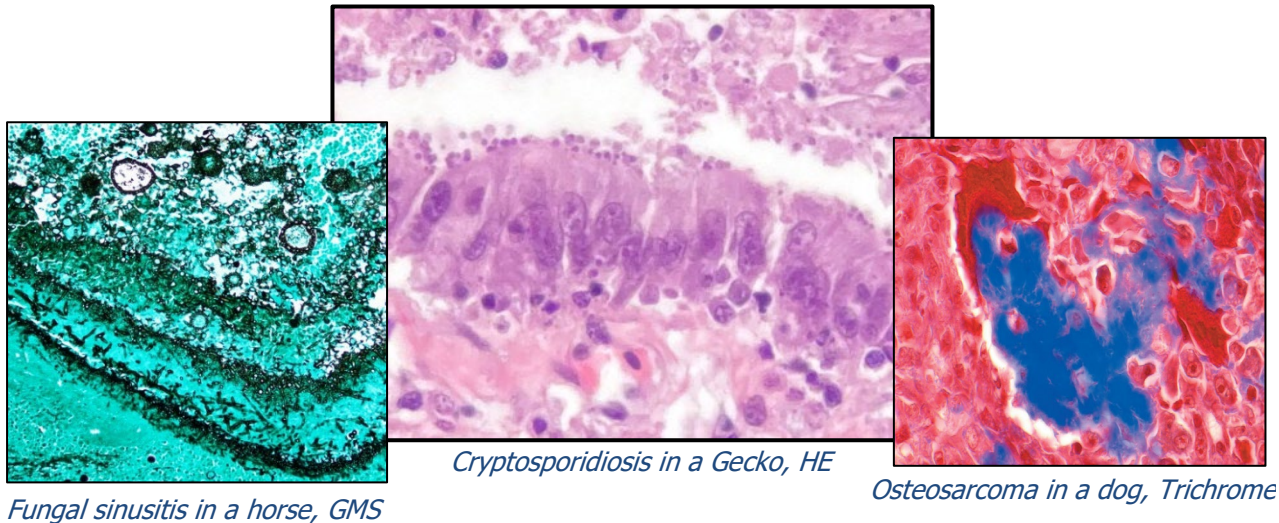 Cryptosporidiosis in a Gecko, HE
Osteosarcoma in a dog, Trichrome
Fungal sinusitis in a horse, GMS